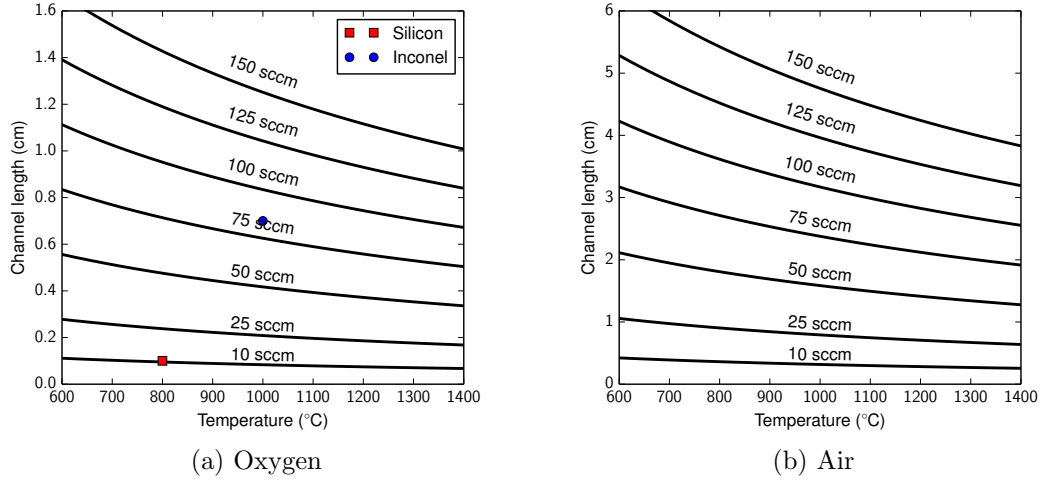 1.6
1.4
1.2
1.0
0.8
0.6
0.4
0.2
0.0
600 700 800 900 1000 1100 1200 1300 1400
Channel length (cm)
Temperature (°C)
Silicon
Inconel
150 sccm
125 sccm
100 sccm
75 sccm
50 sccm
25 sccm
10 sccm
(a) Oxygen
6
5
4
3
2
1
0
600 700 800 900 1000 1100 1200 1300 1400
Channel length (cm)
Temperature (°C)
150 sccm
125 sccm
100 sccm
75 sccm
50 sccm
25 sccm
10 sccm
(b) Air